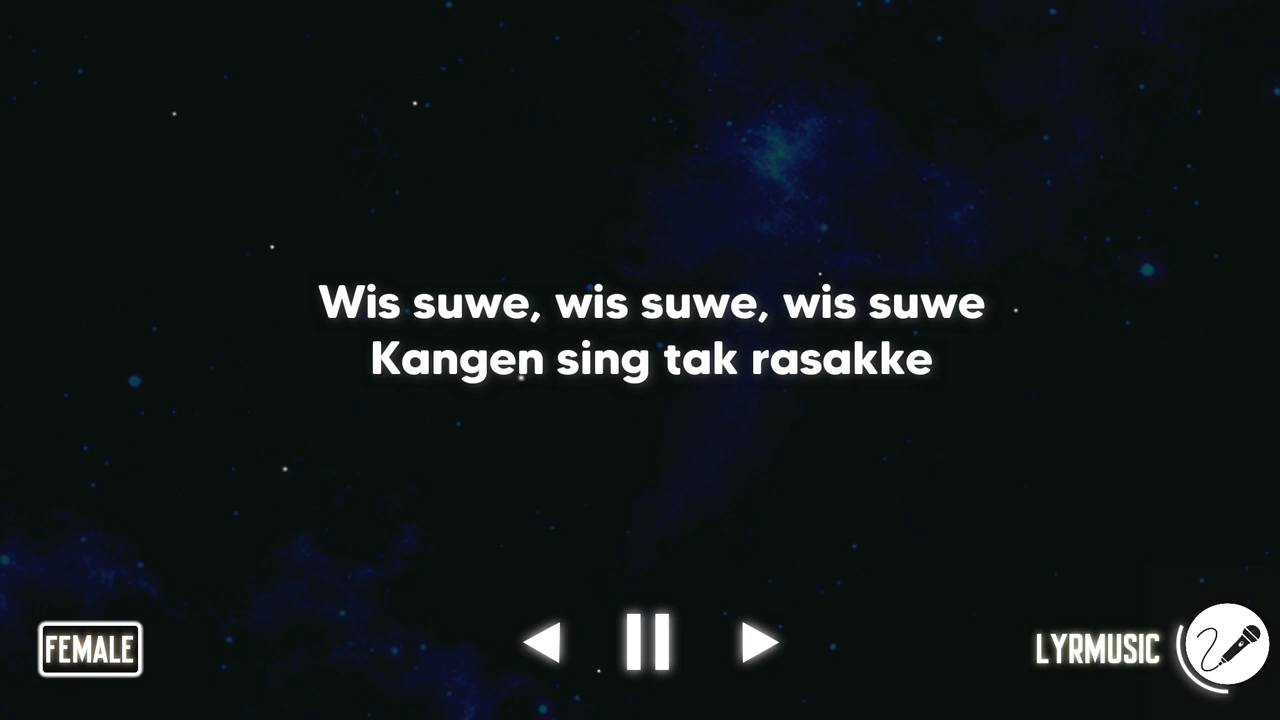 Wis suwe, wis suwe, wis suwe
Kangen sing tak rasakke
FEMALE
LYRMUSIC